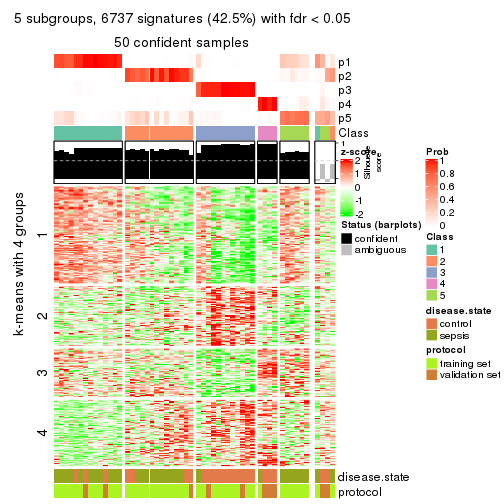 5 subgroups, 6737 signatures (42.5%) with fdr < 0.05
50 confident samples
p1
p2
p3
p4
p5
Class
1
0
Silhouette
score
k-means with 4 groups
1
2
3
4
disease.state
protocol
z-score
2
1
0
-1
-2
Status (barplots)
confident
ambiguous
Prob
1
0.8
0.6
0.4
0.2
0
Class
1
2
3
4
5
disease.state
control
sepsis
protocol
training set
validation set